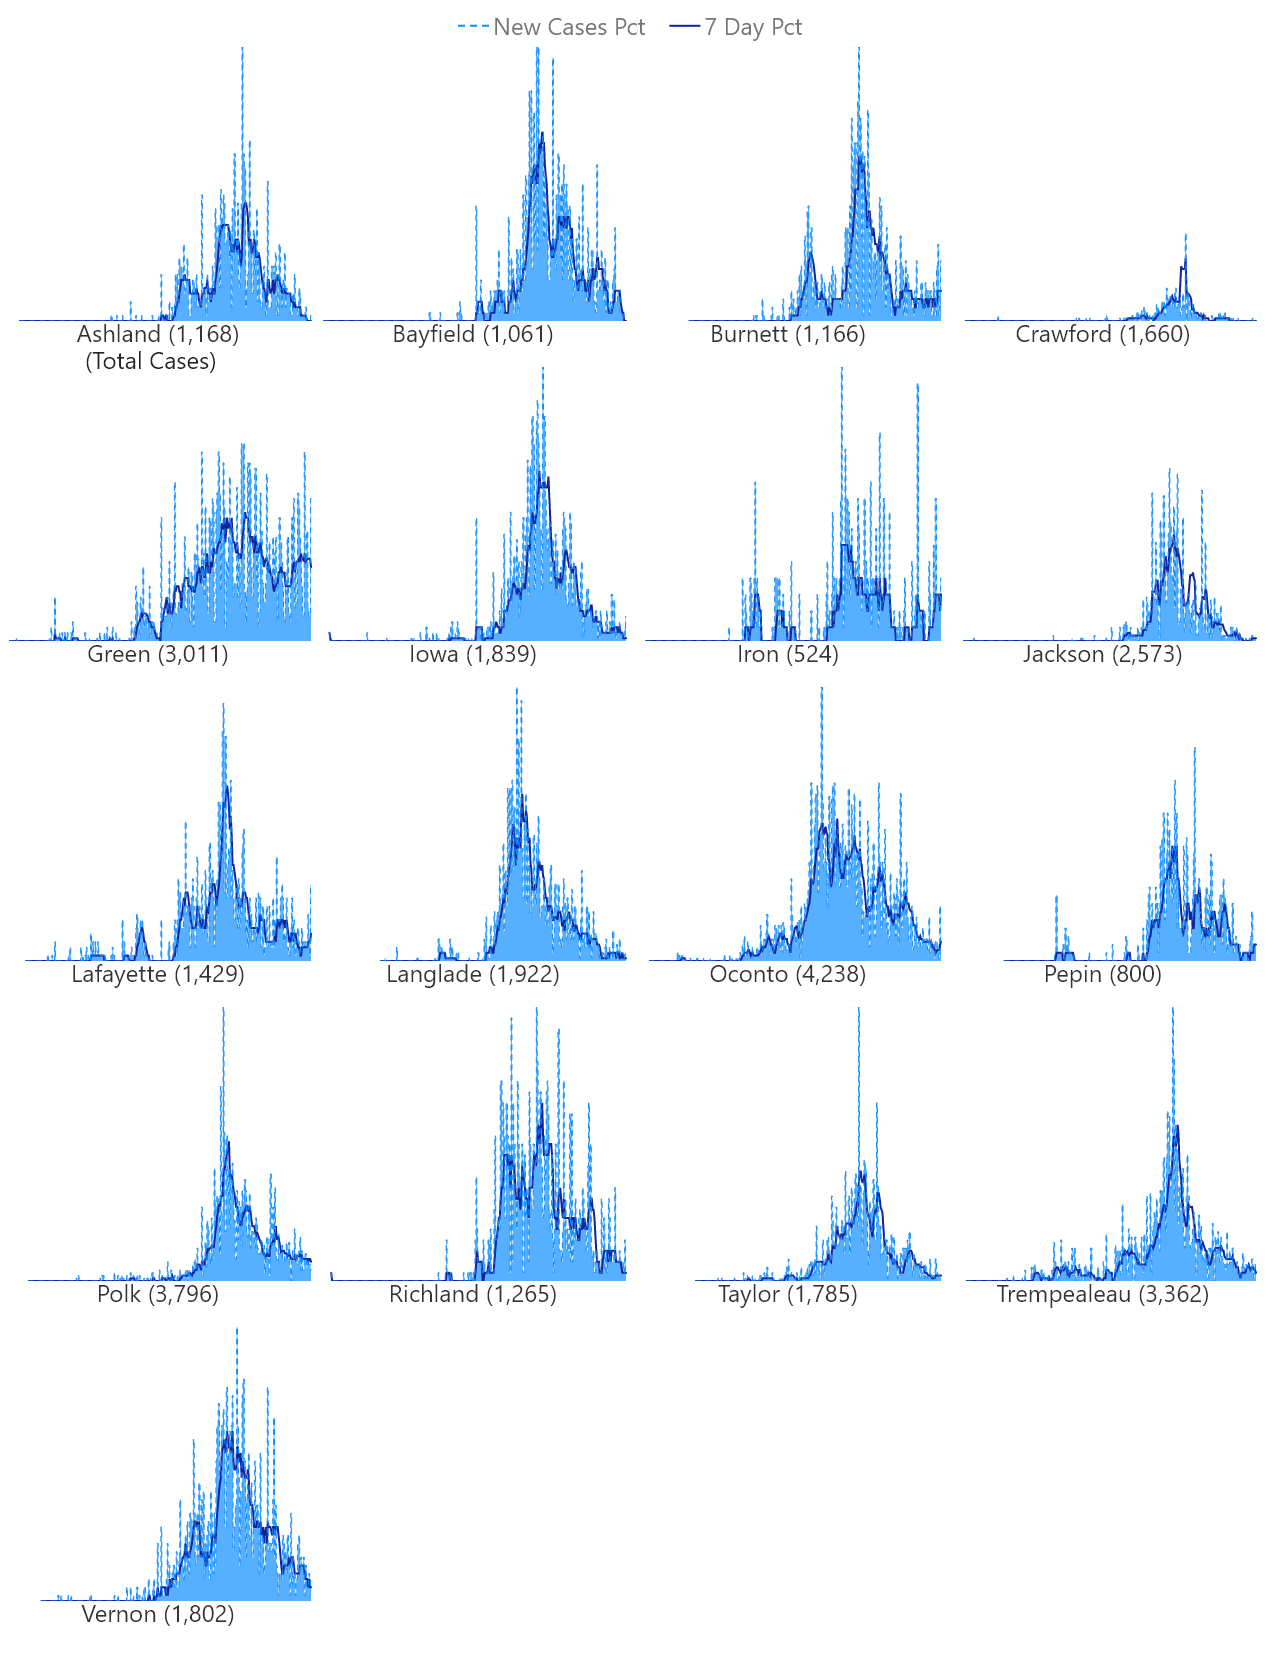 New Cases Pct 7 Day Pct
Ashland (1,168) Bayfield (1,061) Burnett (1,166) Crawford (1,660)
(Total Cases)
Green (3,011) Iowa (1,839) Iron (524) Jackson (2,573)
Lafayette (1,429) Langlade (1,922) Oconto (4,238) Pepin (800)
Polk (3,796) Richland (1,265) Taylor (1,785) Trempealeau (3,362)
Vernon (1,802)